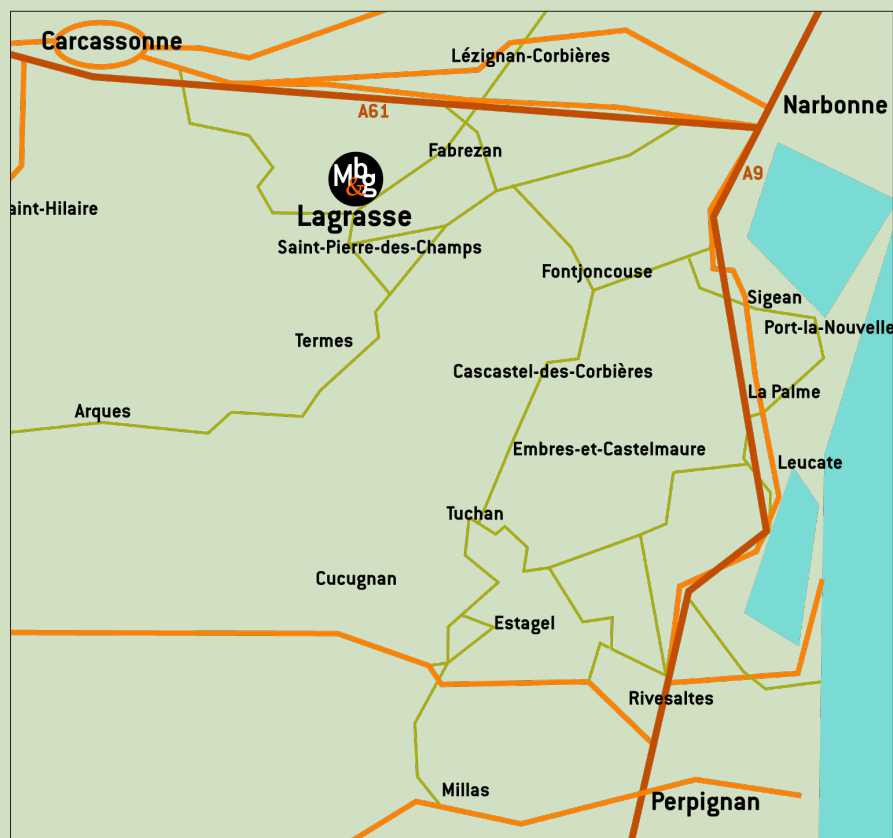 Carcassonne
Lézignan-Corbières
Narbonne
A61
Fabrezan
A9
Mb&g
aint-Hilaire
Lagrasse
Saint-Pierre-des-Champs
Fontjoncouse
Sigean
Port-la-Nouvelle
Termes
Cascastel-des-Corbières
La Palme
Arques
Embres-et-Castelmaure
Leucate
Tuchan
Cucugnan
Estagel
Rivesaltes
Millas
Perpignan